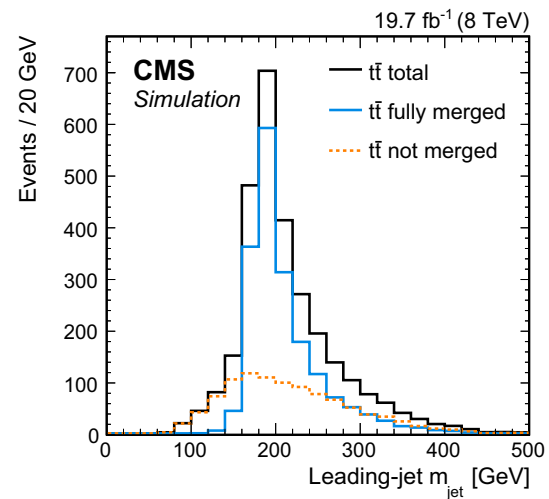 19.7 fb⁻¹ (8 TeV)
CMS
Simulation
tt̄ total
tt̄ fully merged
tt̄ not merged
Events / 20 GeV
700
600
500
400
300
200
100
0
0 100 200 300 400 500
Leading-jet m_jet [GeV]